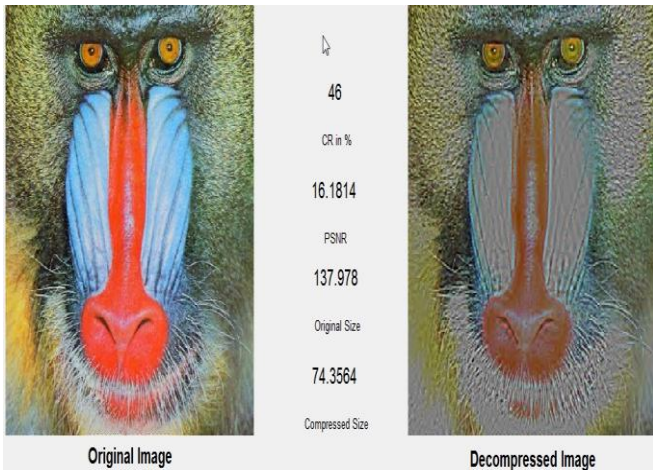 46
CR in %
16.1814
PSNR
137.978
Original Size
74.3564
Compressed Size
Original Image
Decompressed Image